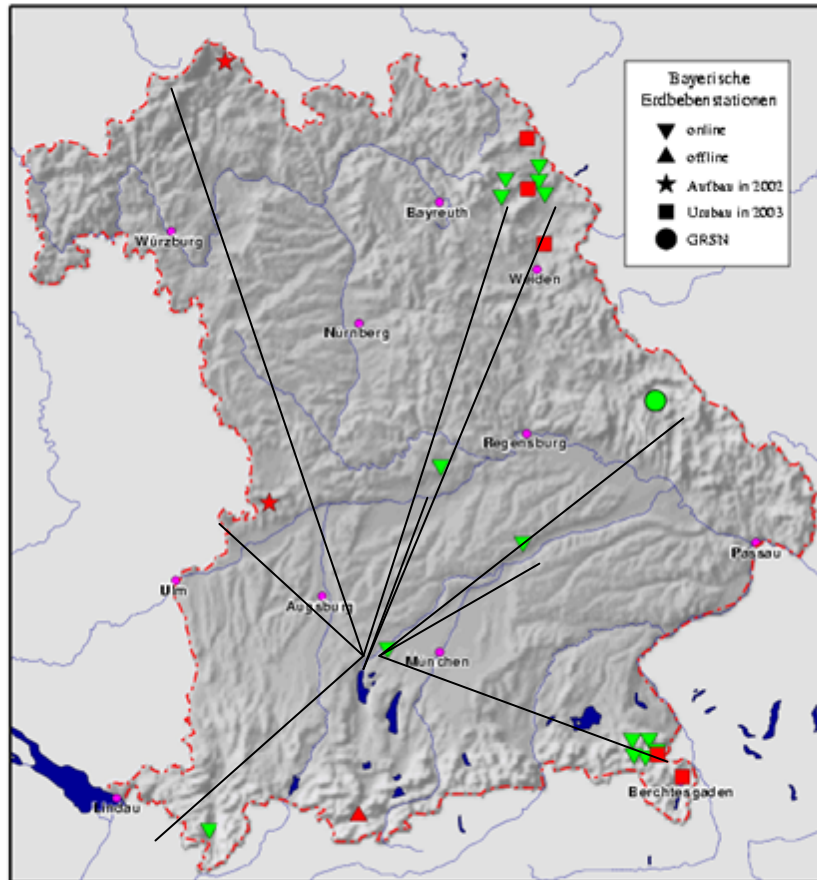 Bayerische
Erdbebenstationen
online
offline
Aufbau in 2002
Umbau in 2003
GRSN
Bayreuth
Würzburg
Weiden
Nürnberg
Regensburg
Passau
Ulm
Augsburg
München
Berchtesgaden
Lindau